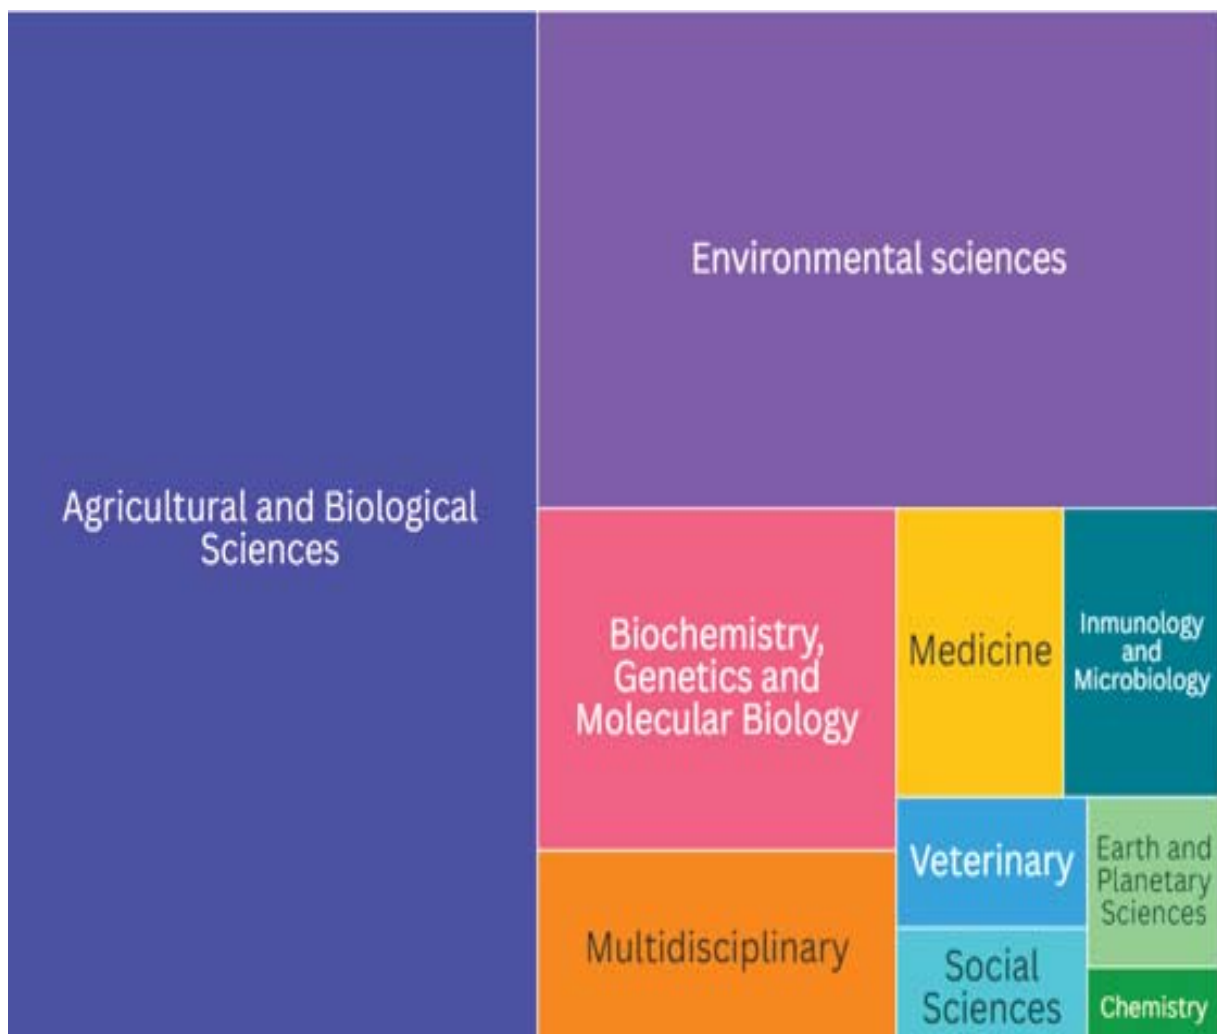 Agricultural and Biological
Sciences
Environmental sciences
Biochemistry,
Genetics and
Molecular Biology
Medicine
Inmunology
and
Microbiology
Multidisciplinary
Veterinary
Earth and
Planetary
Sciences
Social
Sciences
Chemistry